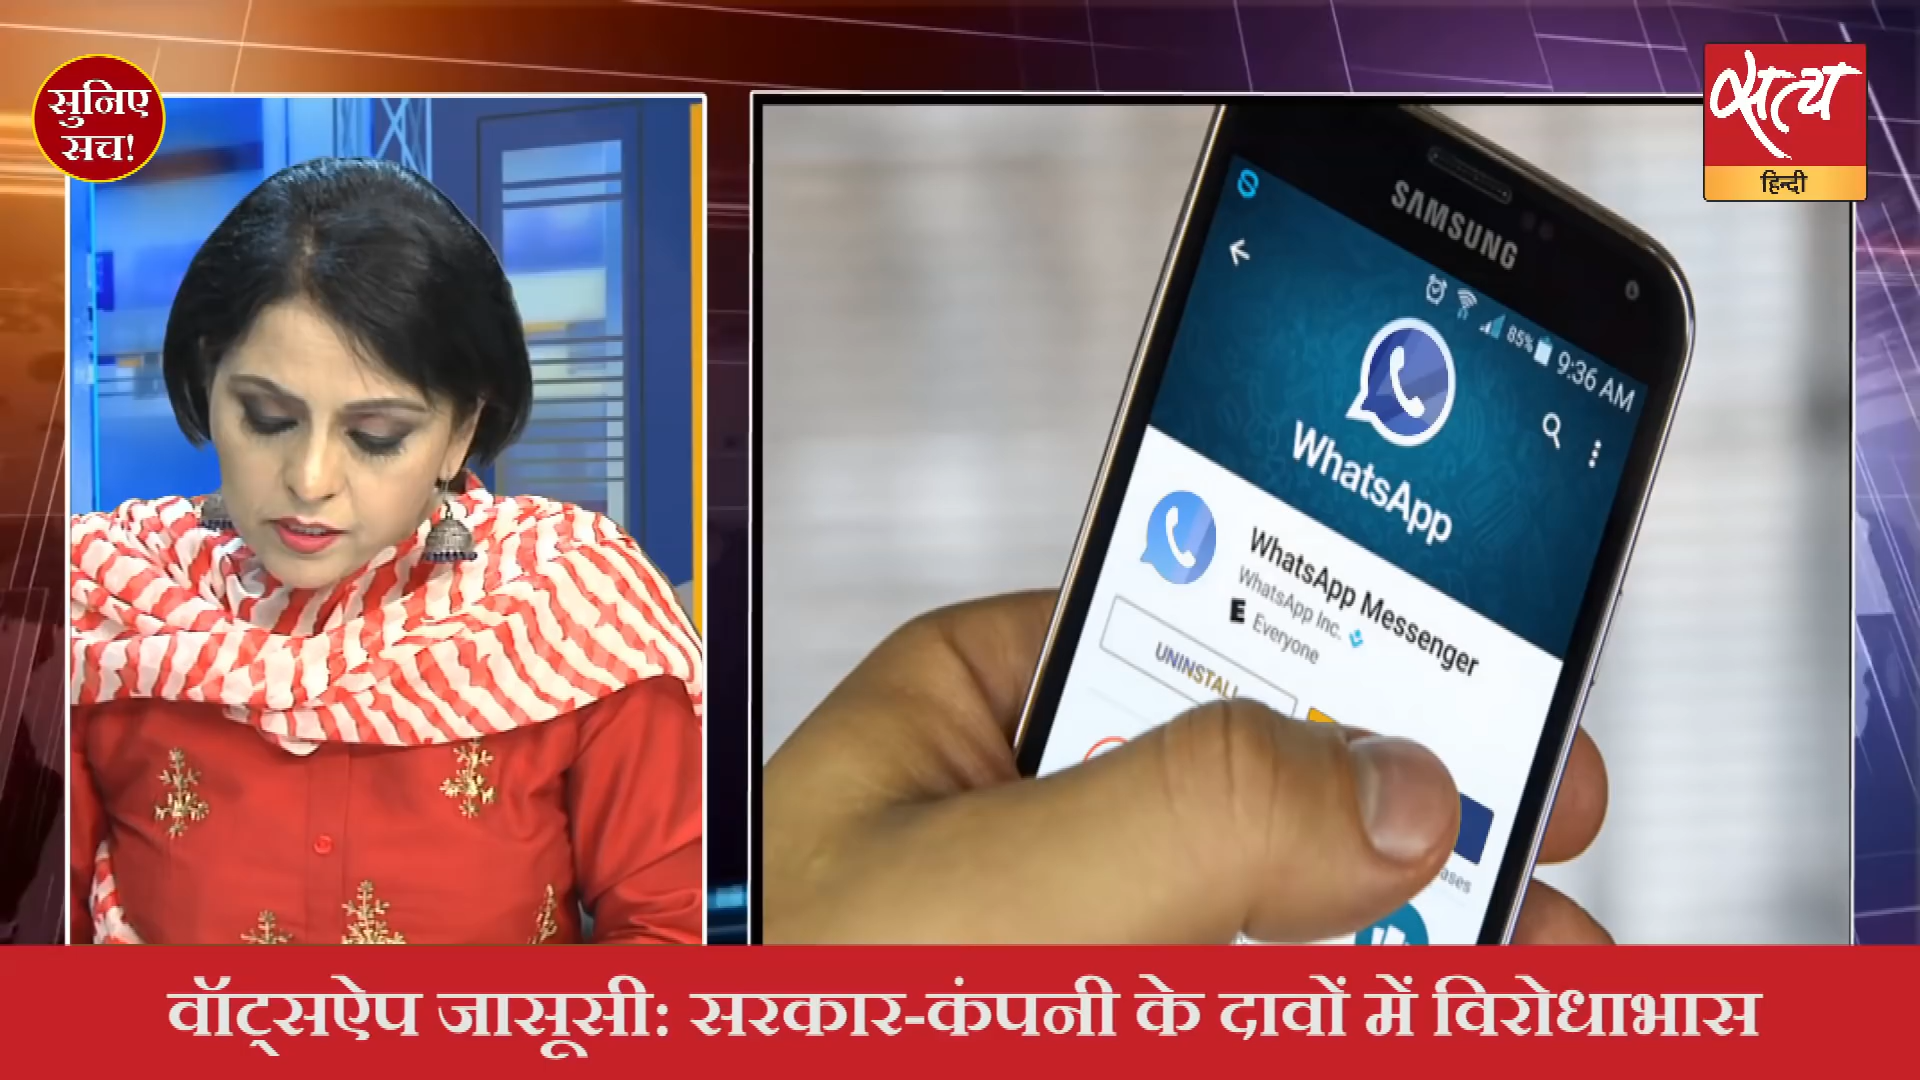 सुनिए
सच!
सत्य
हिन्दी
SAMSUNG
85% 9:36 AM
WhatsApp
WhatsApp Messenger
WhatsApp Inc.
E Everyone
UNINSTALL
वॉट्सऐप जासूसी: सरकार-कंपनी के दावों में विरोधाभास